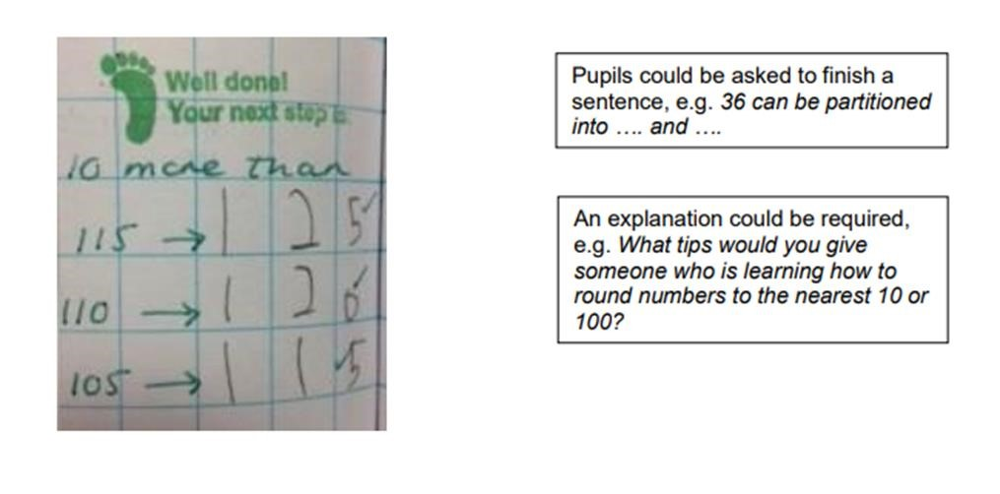 Well done!
Your next step is
10 more than
115 → 1 2 5 ✓
110 → 1 2 0 ✓
105 → 1 1 5 ✓
Pupils could be asked to finish a
sentence, e.g. 36 can be partitioned
into …. and ….
An explanation could be required,
e.g. What tips would you give
someone who is learning how to
round numbers to the nearest 10 or
100?